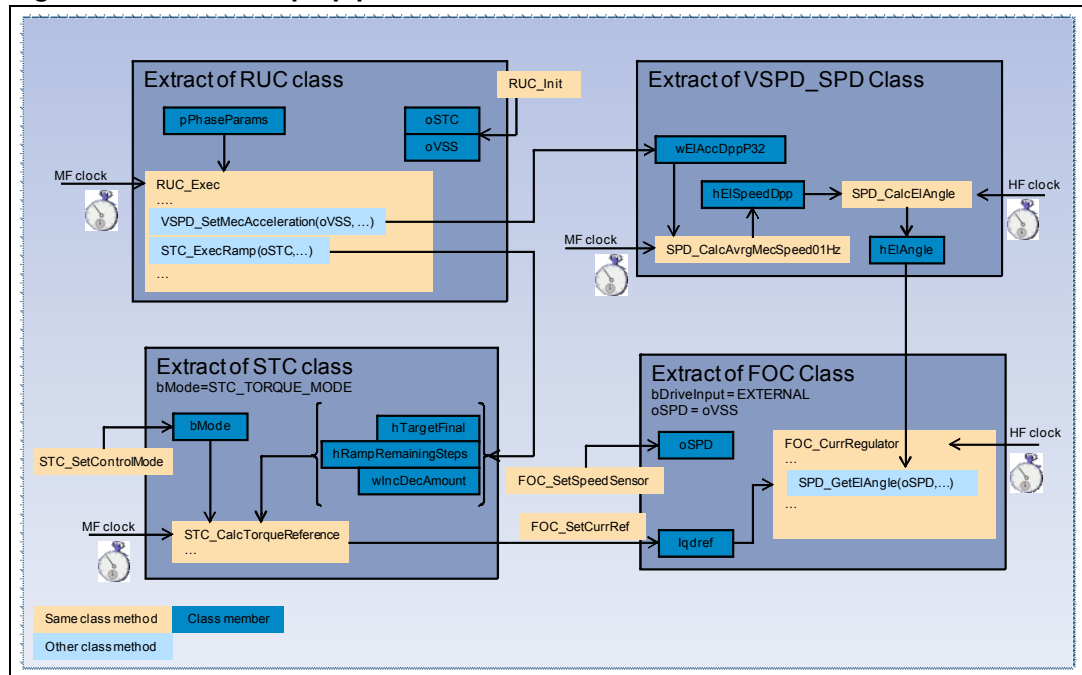 Extract of RUC class
RUC_Init
pPhaseParams
oSTC
oVSS
MF clock
RUC_Exec
....
VSPD_SetMecAcceleration(oVSS, ...)
STC_ExecRamp(oSTC,...)
...
Extract of VSPD_SPD Class
wElAccDppP32
hElSpeedDpp
SPD_CalcElAngle
HF clock
MF clock
SPD_CalcAvrgMecSpeed01Hz
hElAngle
Extract of STC class
bMode=STC_TORQUE_MODE
bMode
hTargetFinal
hRampRemainingSteps
wIncDecAmount
STC_SetControlMode
MF clock
STC_CalcTorqueReference
...
Extract of FOC Class
bDriveInput = EXTERNAL
oSPD = oVSS
oSPD
FOC_CurrRegulator
...
HF clock
FOC_SetSpeedSensor
SPD_GetElAngle(oSPD,...)
...
FOC_SetCurrRef
Iqdref
Same class method
Class member
Other class method